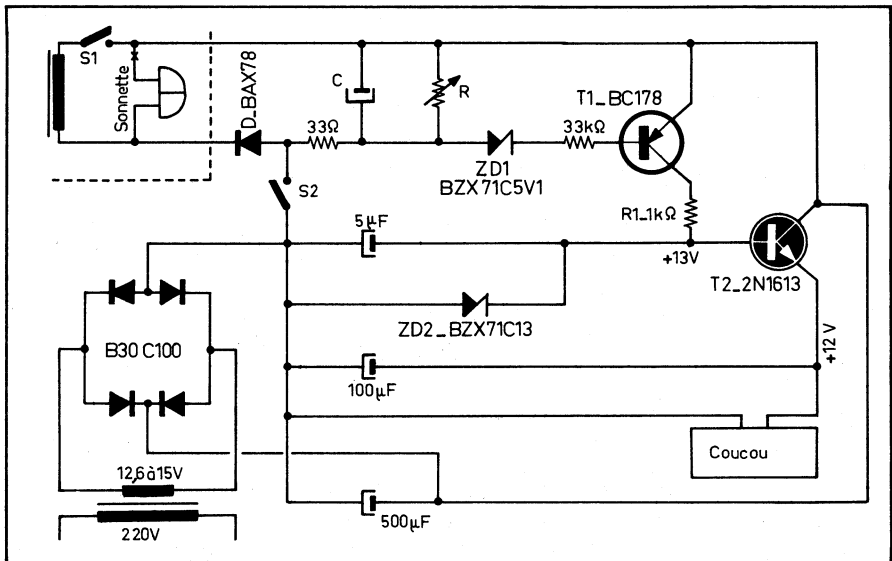 S1
Sonnette
D_BAX78
C
R
T1_BC178
33Ω
33kΩ
ZD1
BZX71C5V1
S2
R1_1kΩ
5µF
+13V
T2_2N1613
ZD2_BZX71C13
B30 C100
+12 V
100µF
Coucou
12,6 à 15V
500µF
220V